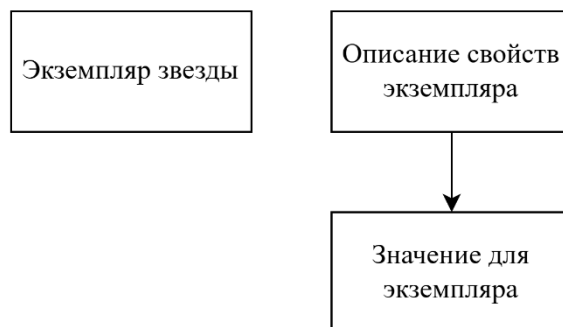 Экземпляр звезды
Описание свойств
экземпляра
Значение для
экземпляра